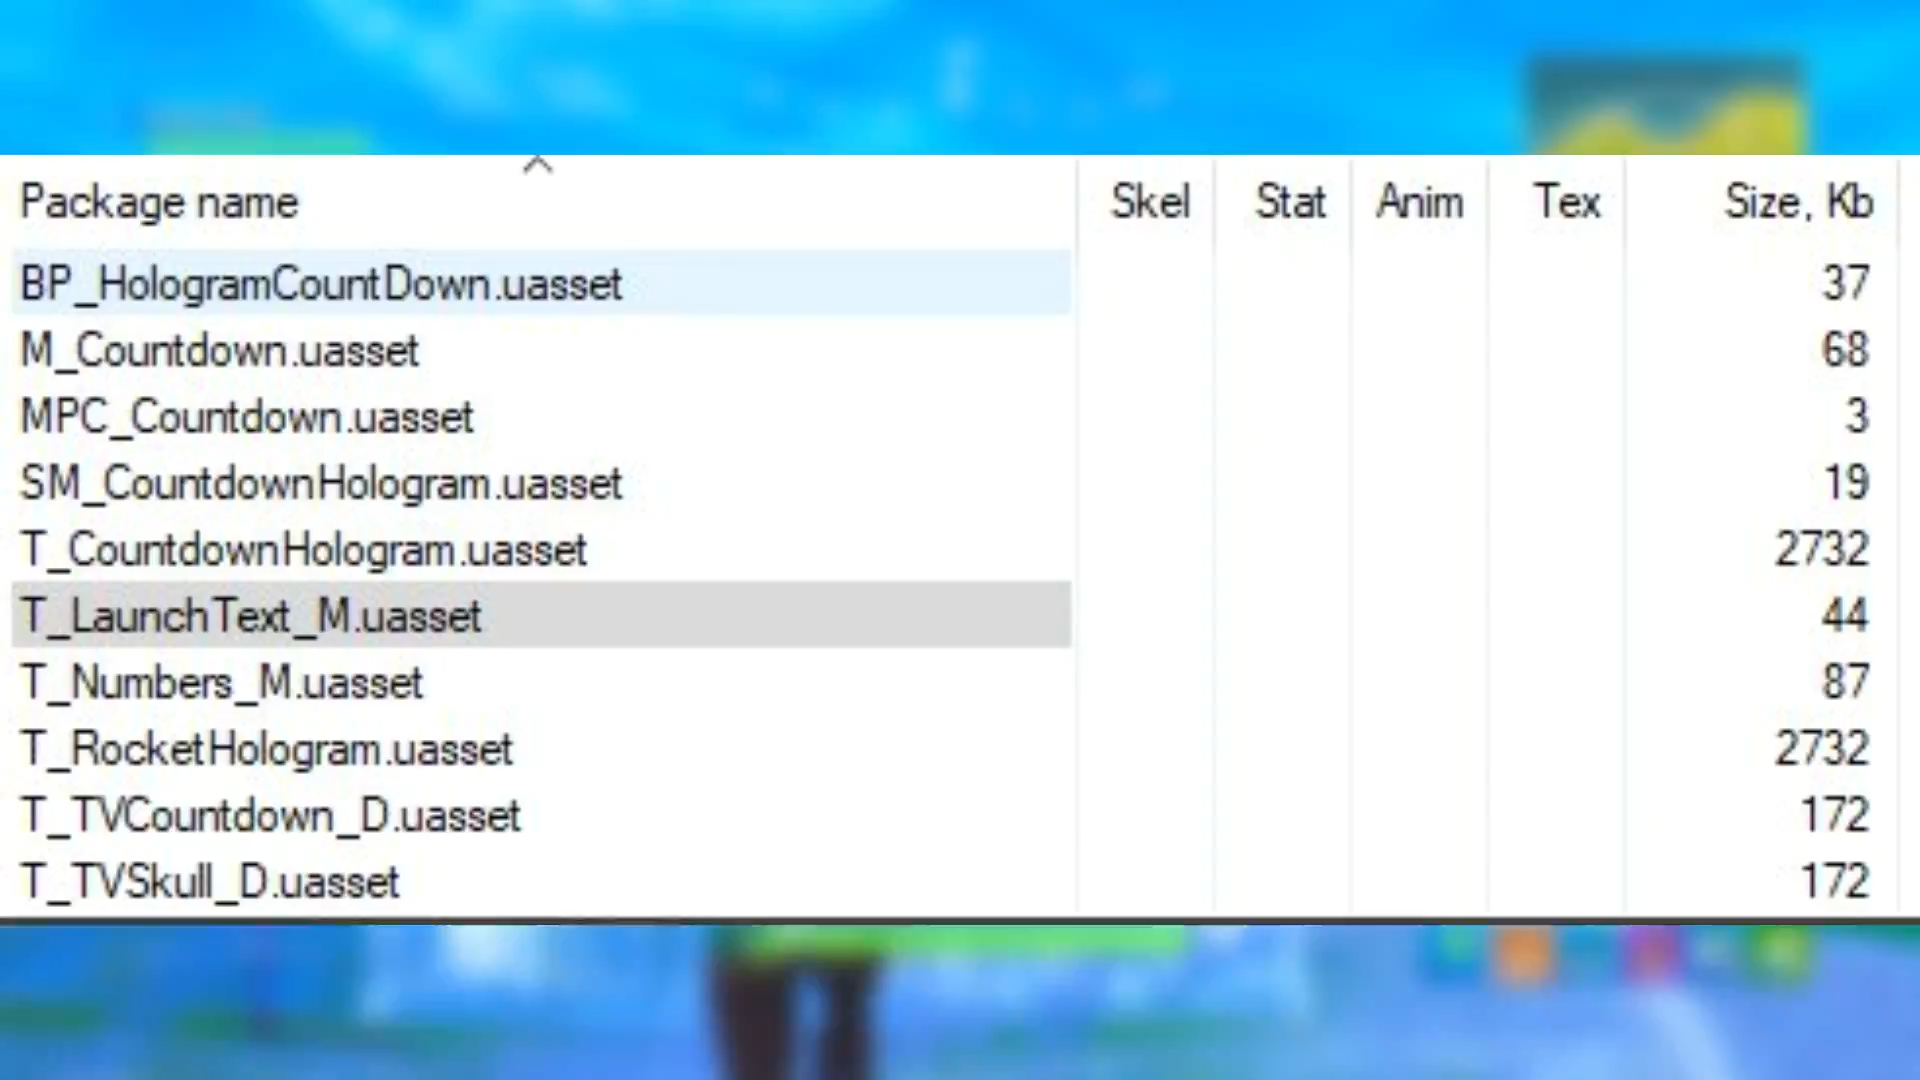 Package name Skel Stat Anim Tex Size, Kb
BP_HologramCountDown.uasset 37
M_Countdown.uasset 68
MPC_Countdown.uasset 3
SM_CountdownHologram.uasset 19
T_CountdownHologram.uasset 2732
T_LaunchText_M.uasset 44
T_Numbers_M.uasset 87
T_RocketHologram.uasset 2732
T_TVCountdown_D.uasset 172
T_TVSkull_D.uasset 172